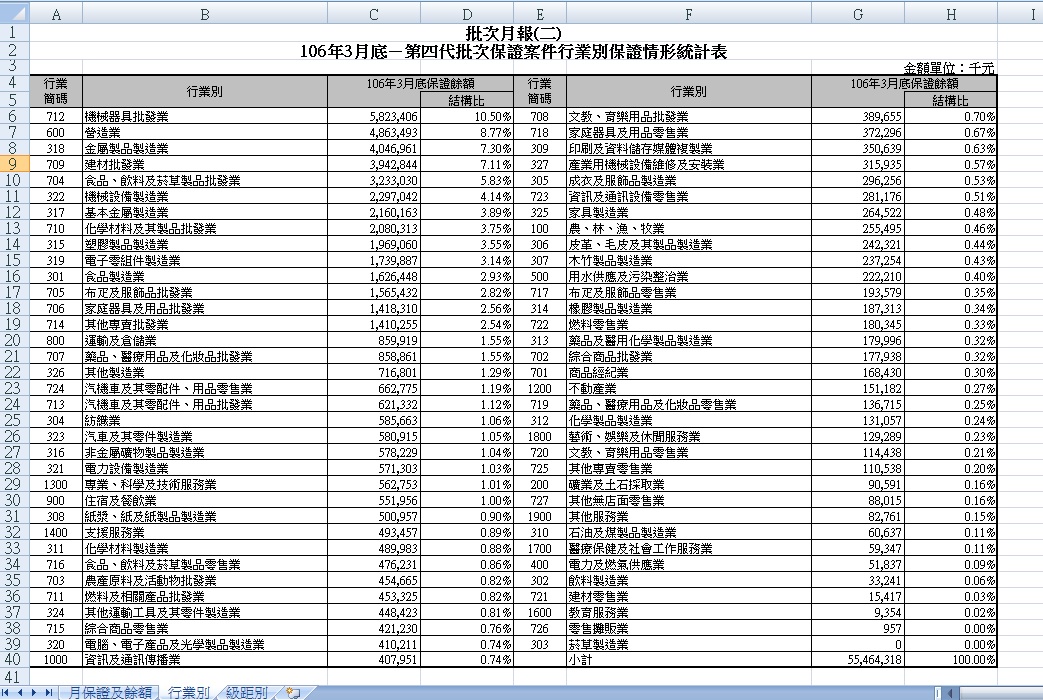 A B C D E F G H I
1 批次月報(二)
2 106年3月底－第四代批次保證案件行業別保證情形統計表
3 金額單位：千元
4 行業 行業別 106年3月底保證餘額 行業 行業別 106年3月底保證餘額
5 簡碼 結構比 簡碼 結構比
6 712 機械器具批發業 5,823,406 10.50% 708 文教、育樂用品批發業 389,655 0.70%
7 600 營造業 4,863,493 8.77% 718 家庭器具及用品零售業 372,296 0.67%
8 318 金屬製品製造業 4,046,961 7.30% 309 印刷及資料儲存媒體複製業 350,639 0.63%
9 709 建材批發業 3,942,844 7.11% 327 產業用機械設備維修及安裝業 315,935 0.57%
10 704 食品、飲料及菸草製品批發業 3,233,030 5.83% 305 成衣及服飾品製造業 296,256 0.53%
11 322 機械設備製造業 2,297,042 4.14% 723 資訊及通訊設備零售業 281,176 0.51%
12 317 基本金屬製造業 2,160,163 3.89% 325 家具製造業 264,522 0.48%
13 710 化學材料及其製品批發業 2,080,313 3.75% 100 農、林、漁、牧業 255,495 0.46%
14 315 塑膠製品製造業 1,969,060 3.55% 306 皮革、毛皮及其製品製造業 242,321 0.44%
15 319 電子零組件製造業 1,739,887 3.14% 307 木竹製品製造業 237,254 0.43%
16 301 食品製造業 1,626,448 2.93% 500 用水供應及污染整治業 222,210 0.40%
17 705 布疋及服飾品批發業 1,565,432 2.82% 717 布疋及服飾品零售業 193,579 0.35%
18 706 家庭器具及用品批發業 1,418,310 2.56% 314 橡膠製品製造業 187,313 0.34%
19 714 其他專賣批發業 1,410,255 2.54% 722 燃料零售業 180,345 0.33%
20 800 運輸及倉儲業 859,919 1.55% 313 藥品及醫用化學製品製造業 179,996 0.32%
21 707 藥品、醫療用品及化妝品批發業 858,861 1.55% 702 綜合商品批發業 177,938 0.32%
22 326 其他製造業 716,801 1.29% 701 商品經紀業 168,430 0.30%
23 724 汽機車及其零配件、用品零售業 662,775 1.19% 1200 不動產業 151,182 0.27%
24 713 汽機車及其零配件、用品批發業 621,332 1.12% 719 藥品、醫療用品及化妝品零售業 136,715 0.25%
25 304 紡織業 585,663 1.06% 312 化學製品製造業 131,057 0.24%
26 323 汽車及其零件製造業 580,915 1.05% 1800 藝術、娛樂及休閒服務業 129,289 0.23%
27 316 非金屬礦物製品製造業 578,229 1.04% 720 文教、育樂用品零售業 114,438 0.21%
28 321 電力設備製造業 571,303 1.03% 725 其他專賣零售業 110,538 0.20%
29 1300 專業、科學及技術服務業 562,753 1.01% 200 礦業及土石採取業 90,591 0.16%
30 900 住宿及餐飲業 551,956 1.00% 727 其他無店面零售業 88,015 0.16%
31 308 紙漿、紙及紙製品製造業 500,957 0.90% 1900 其他服務業 82,761 0.15%
32 1400 支援服務業 493,457 0.89% 310 石油及煤製品製造業 60,637 0.11%
33 311 化學材料製造業 489,983 0.88% 1700 醫療保健及社會工作服務業 59,347 0.11%
34 716 食品、飲料及菸草製品零售業 476,231 0.86% 400 電力及燃氣供應業 51,837 0.09%
35 703 農產原料及活動物批發業 454,665 0.82% 302 飲料製造業 33,241 0.06%
36 711 燃料及相關產品批發業 453,325 0.82% 721 建材零售業 15,417 0.03%
37 324 其他運輸工具及其零件製造業 448,423 0.81% 1600 教育服務業 9,354 0.02%
38 715 綜合商品零售業 421,230 0.76% 726 零售攤販業 957 0.00%
39 320 電腦、電子產品及光學製品製造業 410,211 0.74% 303 菸草製造業 0 0.00%
40 1000 資訊及通訊傳播業 407,951 0.74% 小計 55,464,318 100.00%
41
月保證及餘額 行業別 級距別